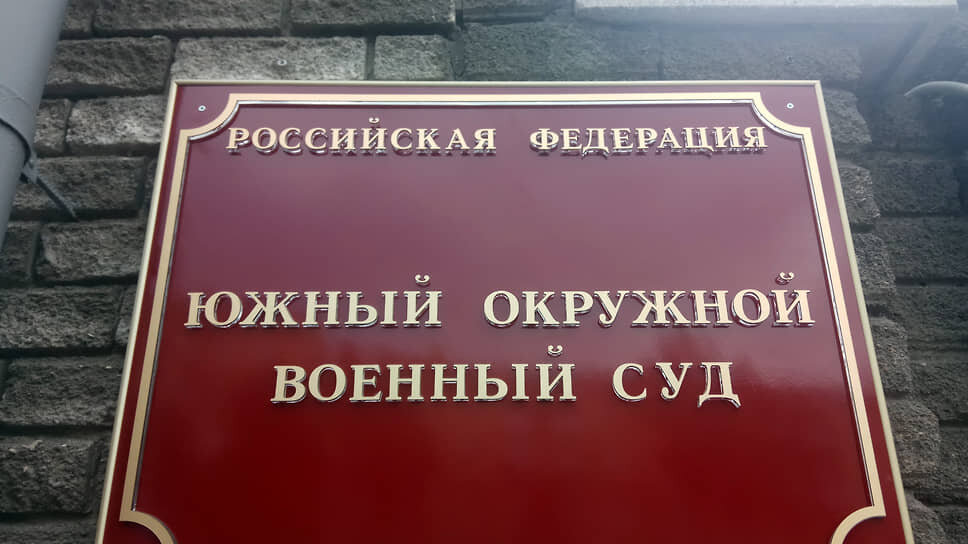 РОССИЙСКАЯ ФЕДЕРАЦИЯ
ЮЖНЫЙ ОКРУЖНОЙ
ВОЕННЫЙ СУД